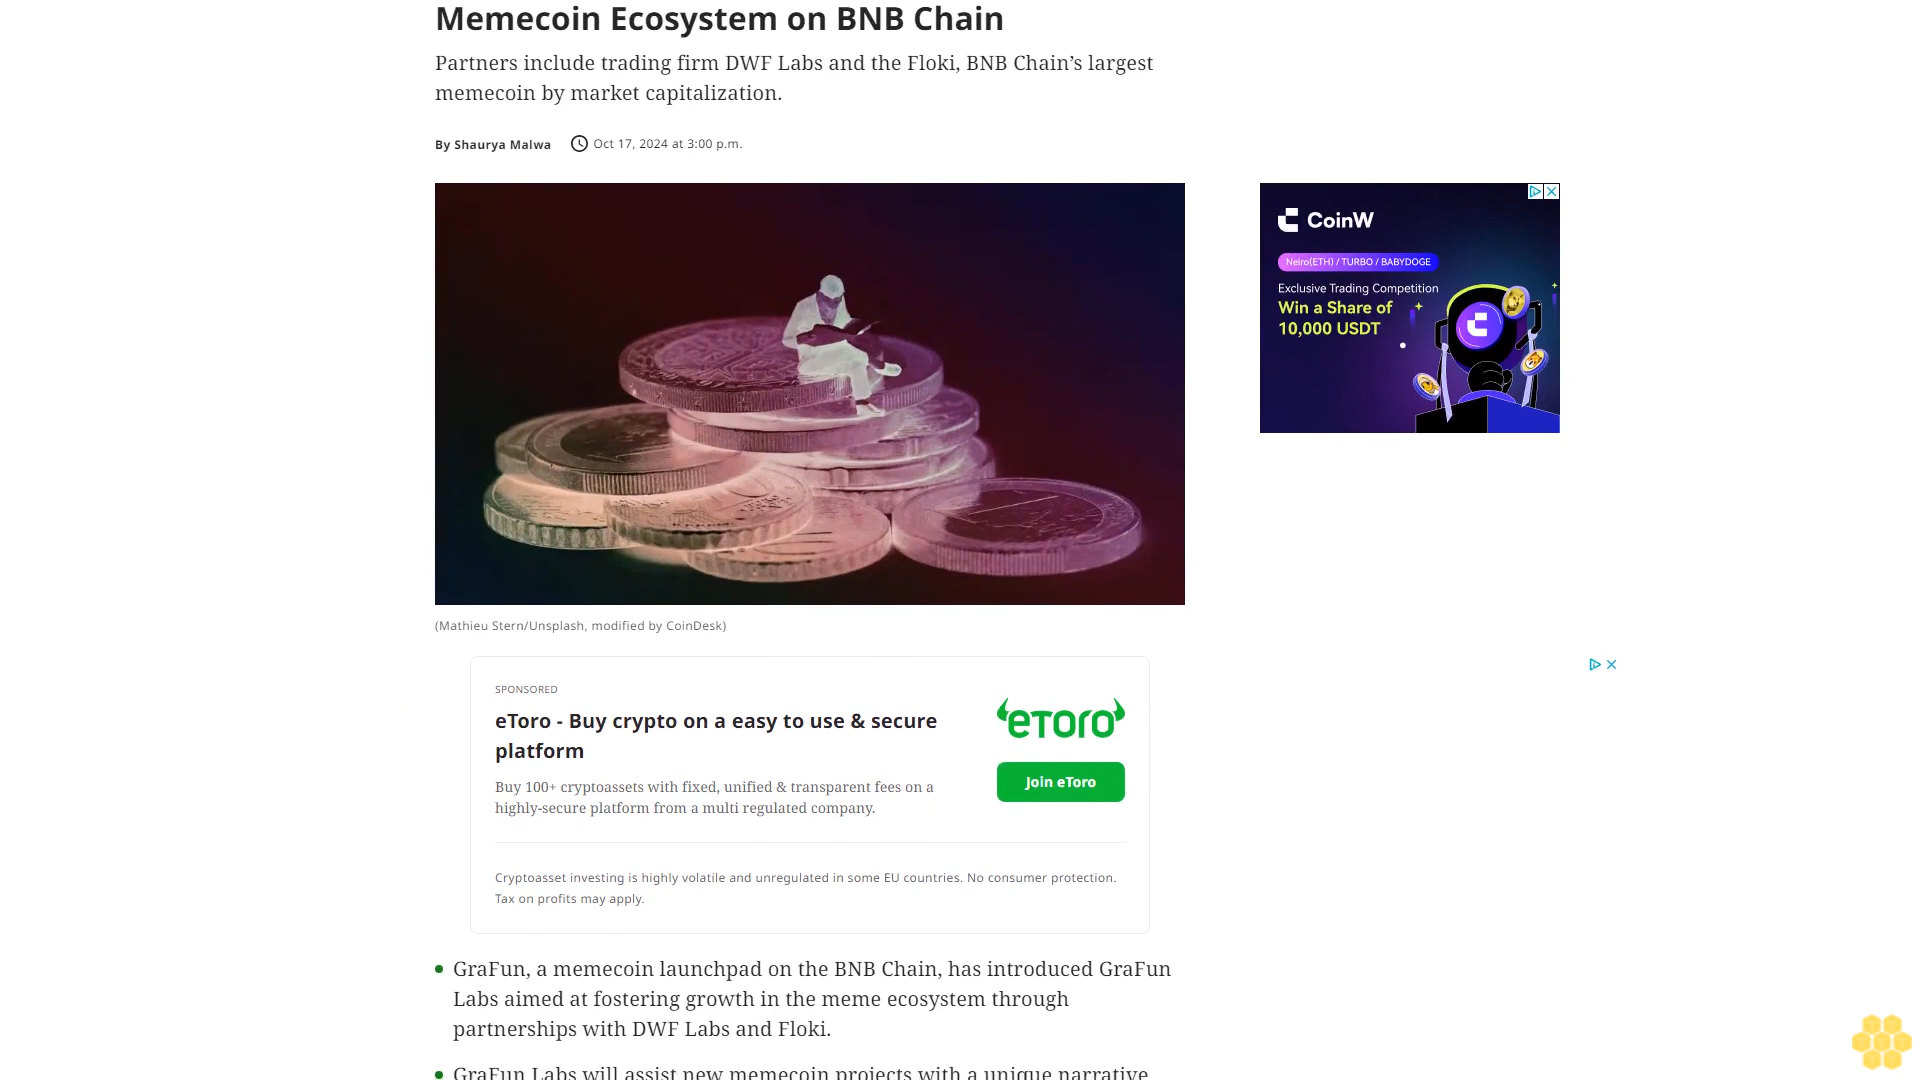 Memecoin Ecosystem on BNB Chain
Partners include trading firm DWF Labs and the Floki, BNB Chain’s largest
memecoin by market capitalization.
By Shaurya Malwa
Oct 17, 2024 at 3:00 p.m.
CoinW
Neiro(ETH) / TURBO / BABYDOGE
Exclusive Trading Competition
Win a Share of
10,000 USDT
(Mathieu Stern/Unsplash, modified by CoinDesk)
SPONSORED
eToro - Buy crypto on a easy to use & secure
platform
Buy 100+ cryptoassets with fixed, unified & transparent fees on a
highly-secure platform from a multi regulated company.
eToro
Join eToro
Cryptoasset investing is highly volatile and unregulated in some EU countries. No consumer protection.
Tax on profits may apply.
GraFun, a memecoin launchpad on the BNB Chain, has introduced GraFun
Labs aimed at fostering growth in the meme ecosystem through
partnerships with DWF Labs and Floki.
GraFun Labs will assist new memecoin projects with a unique narrative